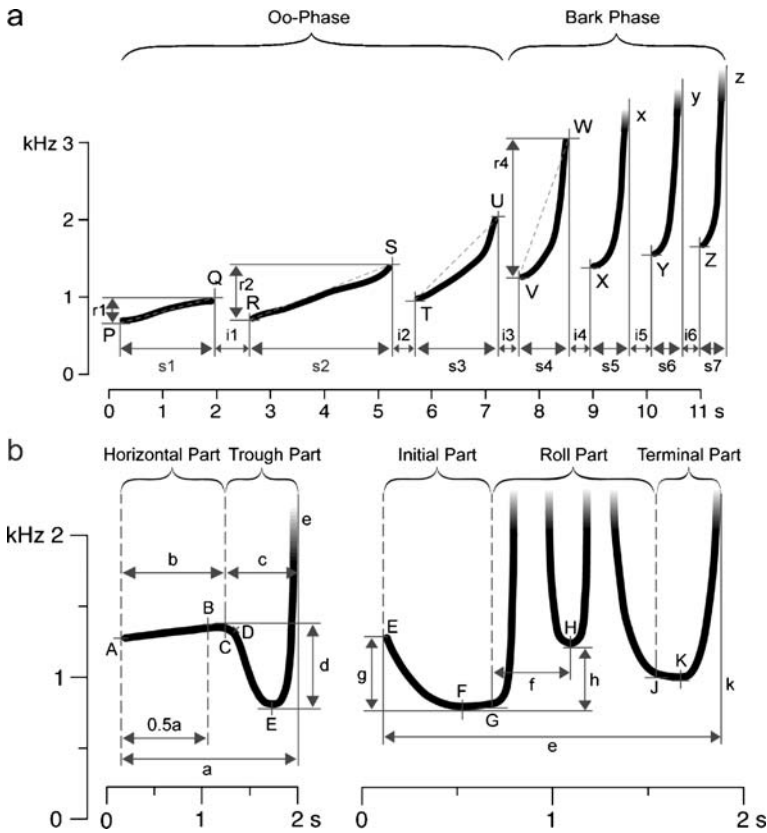 a
Oo-Phase Bark Phase
z
y
x
kHz 3
W
r4
U
2
S
Q
r2
R
1
r1
P
T
V
X
Y
Z
i1 i2 i3 i4 i5 i6
0
s1 s2 s3 s4 s5 s6 s7
0 1 2 3 4 5 6 7 8 9 10 11 s
b
Horizontal Part Trough Part Initial Part Roll Part Terminal Part
kHz 2
e
b c
B
A
C
D
E
H
d
1
g
F
G
f
h
J
K
k
E
0.5a
a
e
0
0 1 2 s 0 1 2 s